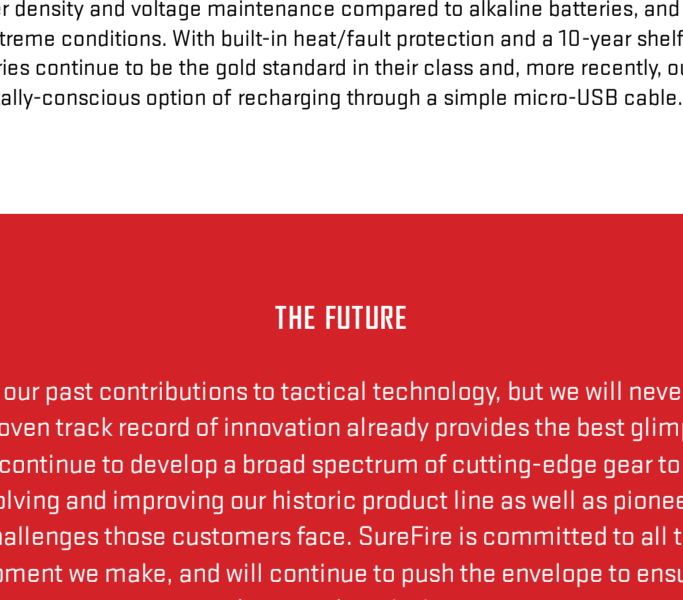 r density and voltage maintenance compared to alkaline batteries, and
treme conditions. With built-in heat/fault protection and a 10-year shelf
ries continue to be the gold standard in their class and, more recently, o
ally-conscious option of recharging through a simple micro-USB cable.
THE FUTURE
our past contributions to tactical technology, but we will neve
oven track record of innovation already provides the best glim
continue to develop a broad spectrum of cutting-edge gear to
olving and improving our historic product line as well as pionee
hallenges those customers face. SureFire is committed to all t
pment we make, and will continue to push the envelope to ensu